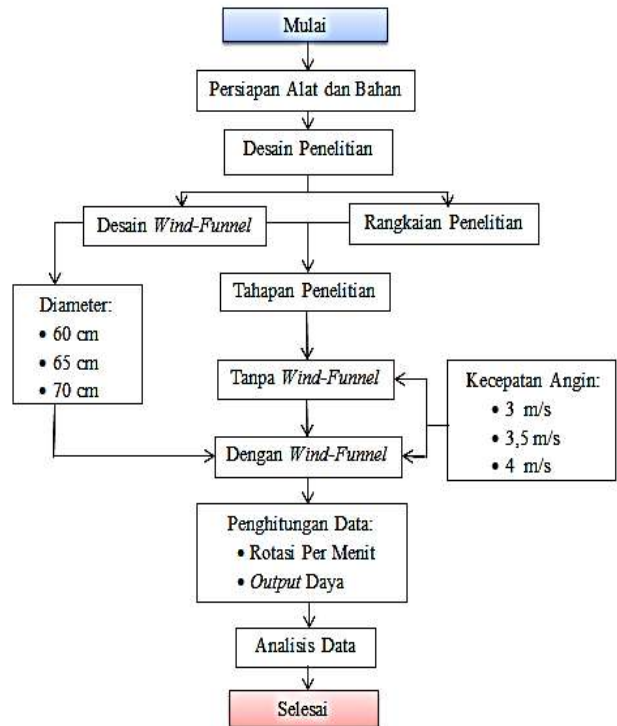 Mulai
Persiapan Alat dan Bahan
Desain Penelitian
Desain Wind-Funnel
Rangkaian Penelitian
Diameter:
• 60 cm
• 65 cm
• 70 cm
Tahapan Penelitian
Tanpa Wind-Funnel
Kecepatan Angin:
• 3 m/s
• 3,5 m/s
• 4 m/s
Dengan Wind-Funnel
Penghitungan Data:
• Rotasi Per Menit
• Output Daya
Analisis Data
Selesai